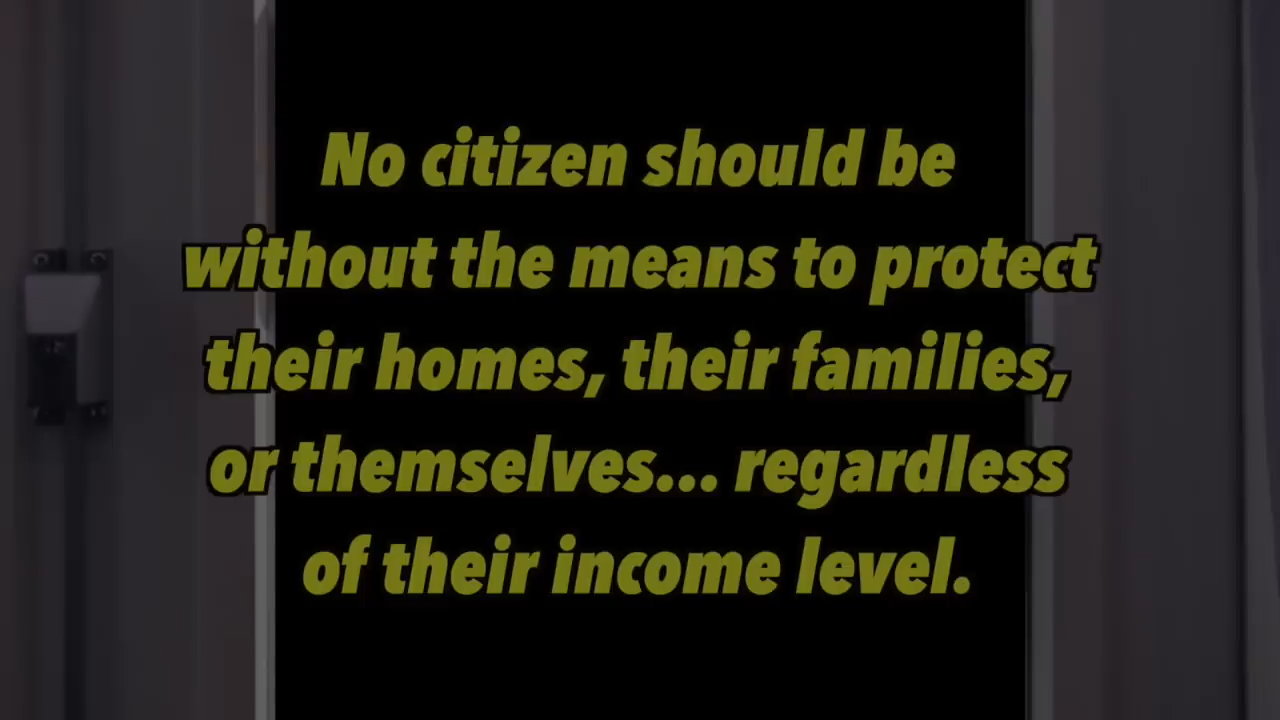 No citizen should be
without the means to protect
their homes, their families,
or themselves... regardless
of their income level.